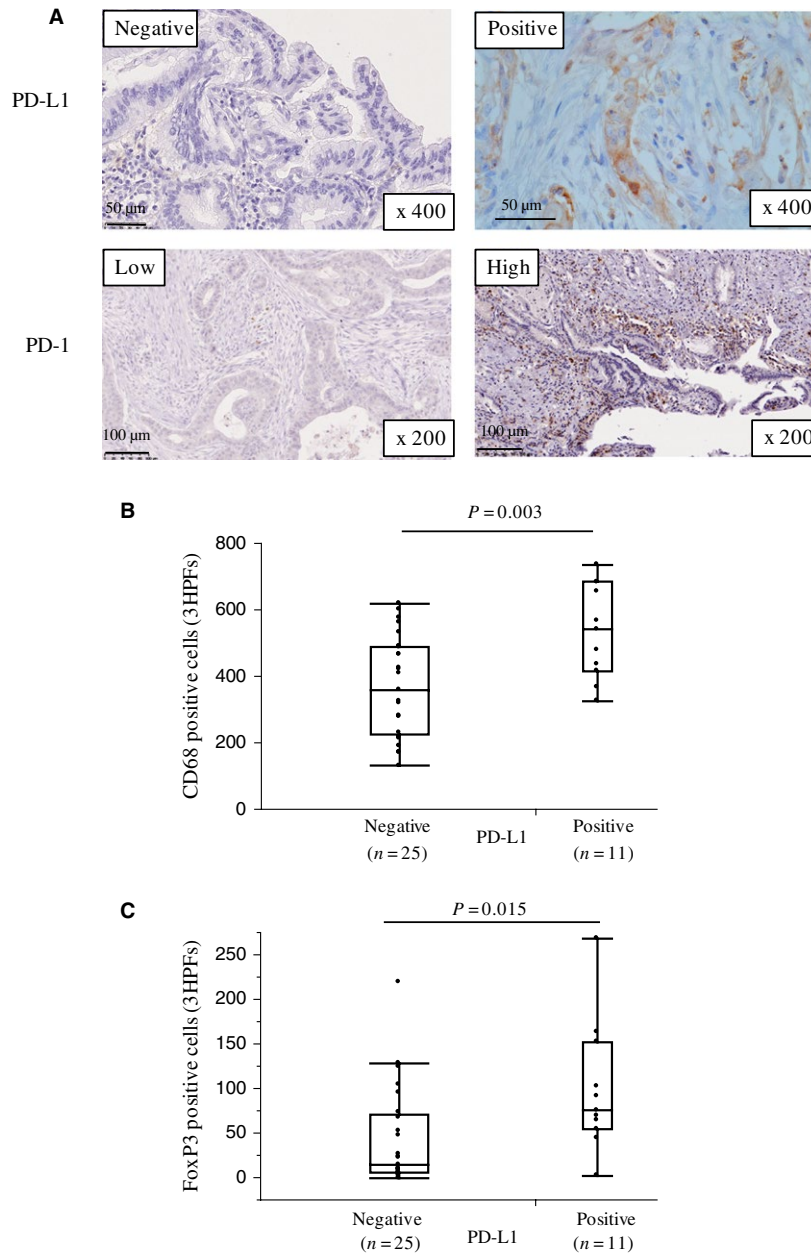 A
Negative
Positive
PD-L1
50 µm
x 400
50 µm
x 400
Low
High
PD-1
100 µm
x 200
100 µm
x 200
B
P = 0.003
CD68 positive cells (3HPFs)
800
600
400
200
0
Negative
(n = 25)
PD-L1
Positive
(n = 11)
C
P = 0.015
FoxP3 positive cells (3HPFs)
250
200
150
100
50
0
Negative
(n = 25)
PD-L1
Positive
(n = 11)